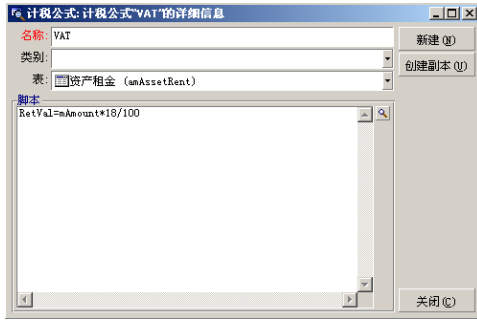 计税公式: 计税公式"VAT"的详细信息
名称: VAT
新建(N)
类别:
创建副本(U)
表: 资产租金 (amAssetRent)
脚本
RetVal=mAmount*18/100
关闭(C)